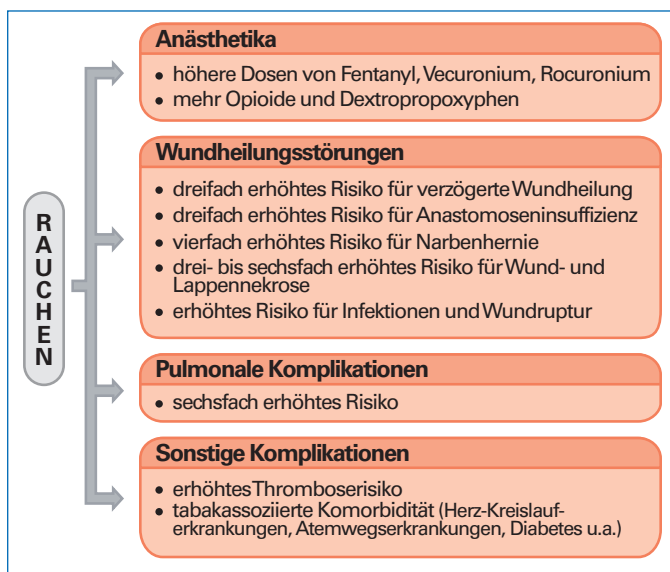 RAUCHEN
Anästhetika
• höhere Dosen von Fentanyl, Vecuronium, Rocuronium
• mehr Opioide und Dextropropoxyphen
Wundheilungsstörungen
• dreifach erhöhtes Risiko für verzögerte Wundheilung
• dreifach erhöhtes Risiko für Anastomoseninsuffizienz
• vierfach erhöhtes Risiko für Narbenhernie
• drei- bis sechsfach erhöhtes Risiko für Wund- und
Lappennekrose
• erhöhtes Risiko für Infektionen und Wundruptur
Pulmonale Komplikationen
• sechsfach erhöhtes Risiko
Sonstige Komplikationen
• erhöhtes Thromboserisiko
• tabakassoziierte Komorbidität (Herz-Kreislauf-
erkrankungen, Atemwegserkrankungen, Diabetes u.a.)